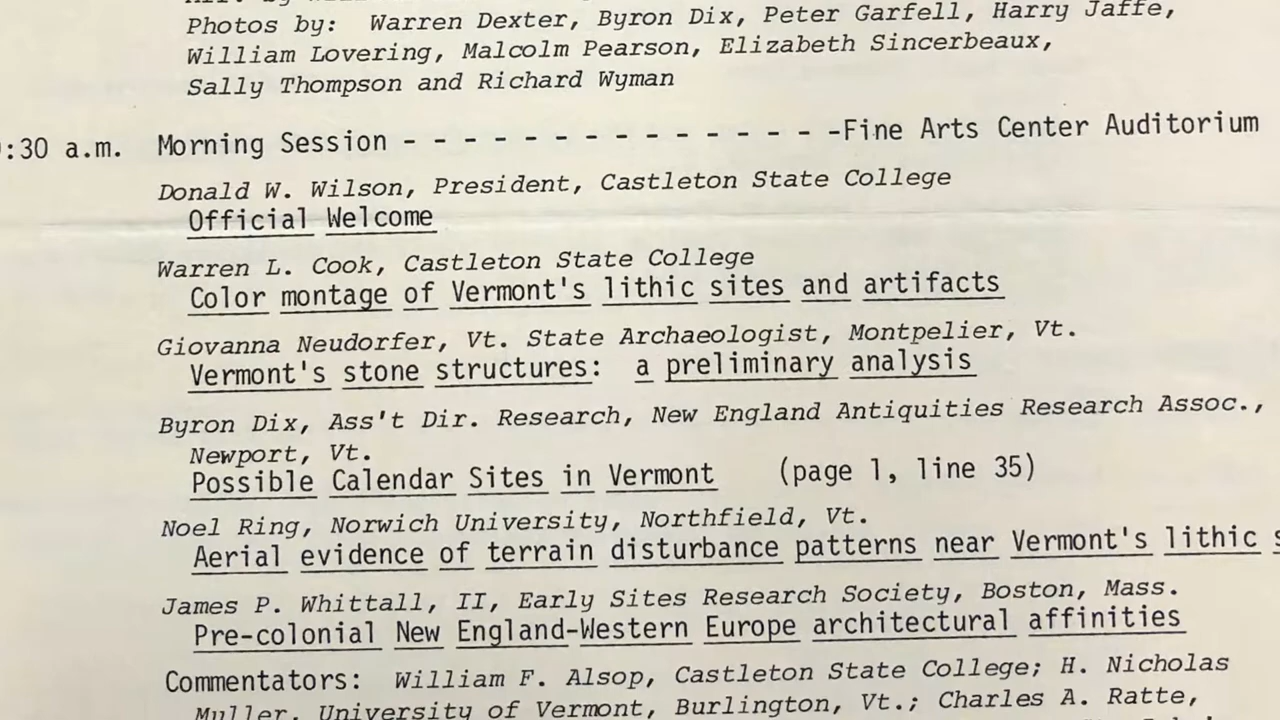 Photos by: Warren Dexter, Byron Dix, Peter Garfell, Harry Jaffe,
William Lovering, Malcolm Pearson, Elizabeth Sincerbeaux,
Sally Thompson and Richard Wyman
:30 a.m. Morning Session - - - - - - - - - - - - - - -Fine Arts Center Auditorium
Donald W. Wilson, President, Castleton State College
Official Welcome
Warren L. Cook, Castleton State College
Color montage of Vermont's lithic sites and artifacts
Giovanna Neudorfer, Vt. State Archaeologist, Montpelier, Vt.
Vermont's stone structures: a preliminary analysis
Byron Dix, Ass't Dir. Research, New England Antiquities Research Assoc.,
Newport, Vt.
Possible Calendar Sites in Vermont (page 1, line 35)
Noel Ring, Norwich University, Northfield, Vt.
Aerial evidence of terrain disturbance patterns near Vermont's lithic
James P. Whittall, II, Early Sites Research Society, Boston, Mass.
Pre-colonial New England-Western Europe architectural affinities
Commentators: William F. Alsop, Castleton State College; H. Nicholas
Muller, University of Vermont, Burlington, Vt.; Charles A. Ratte,